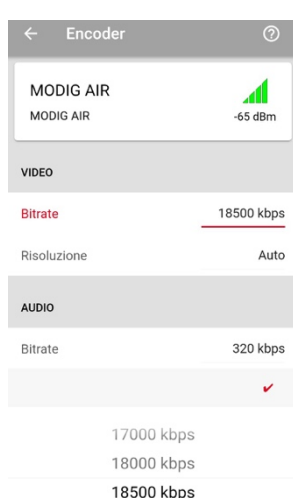 Encoder
MODIG AIR
MODIG AIR
-65 dBm
VIDEO
Bitrate 18500 kbps
Risoluzione Auto
AUDIO
Bitrate 320 kbps
17000 kbps
18000 kbps
18500 kbps